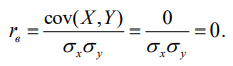 r_в = cov(X,Y) / σ_x σ_y = 0 / σ_x σ_y = 0.